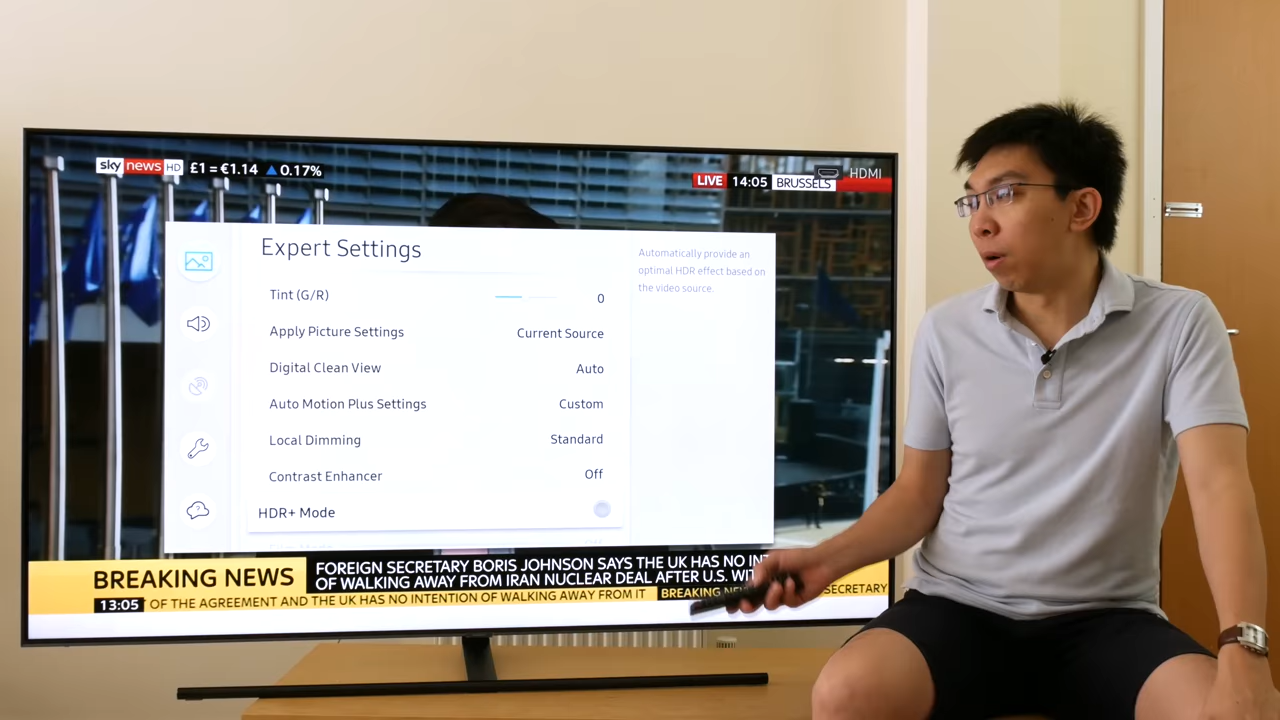 sky news HD £1 = €1.14 ▲ 0.17%
LIVE 14:05 BRUSSELS
HDMI
Expert Settings
Tint (G/R) 0
Apply Picture Settings Current Source
Digital Clean View Auto
Auto Motion Plus Settings Custom
Local Dimming Standard
Contrast Enhancer Off
HDR+ Mode
Automatically provide an
optimal HDR effect based on
the video source.
BREAKING NEWS
FOREIGN SECRETARY BORIS JOHNSON SAYS THE UK HAS NO
OF WALKING AWAY FROM IRAN NUCLEAR DEAL AFTER U.S.
13:05 OF THE AGREEMENT AND THE UK HAS NO INTENTION OF WALKING AWAY FROM IT BREAKING SECRETARY